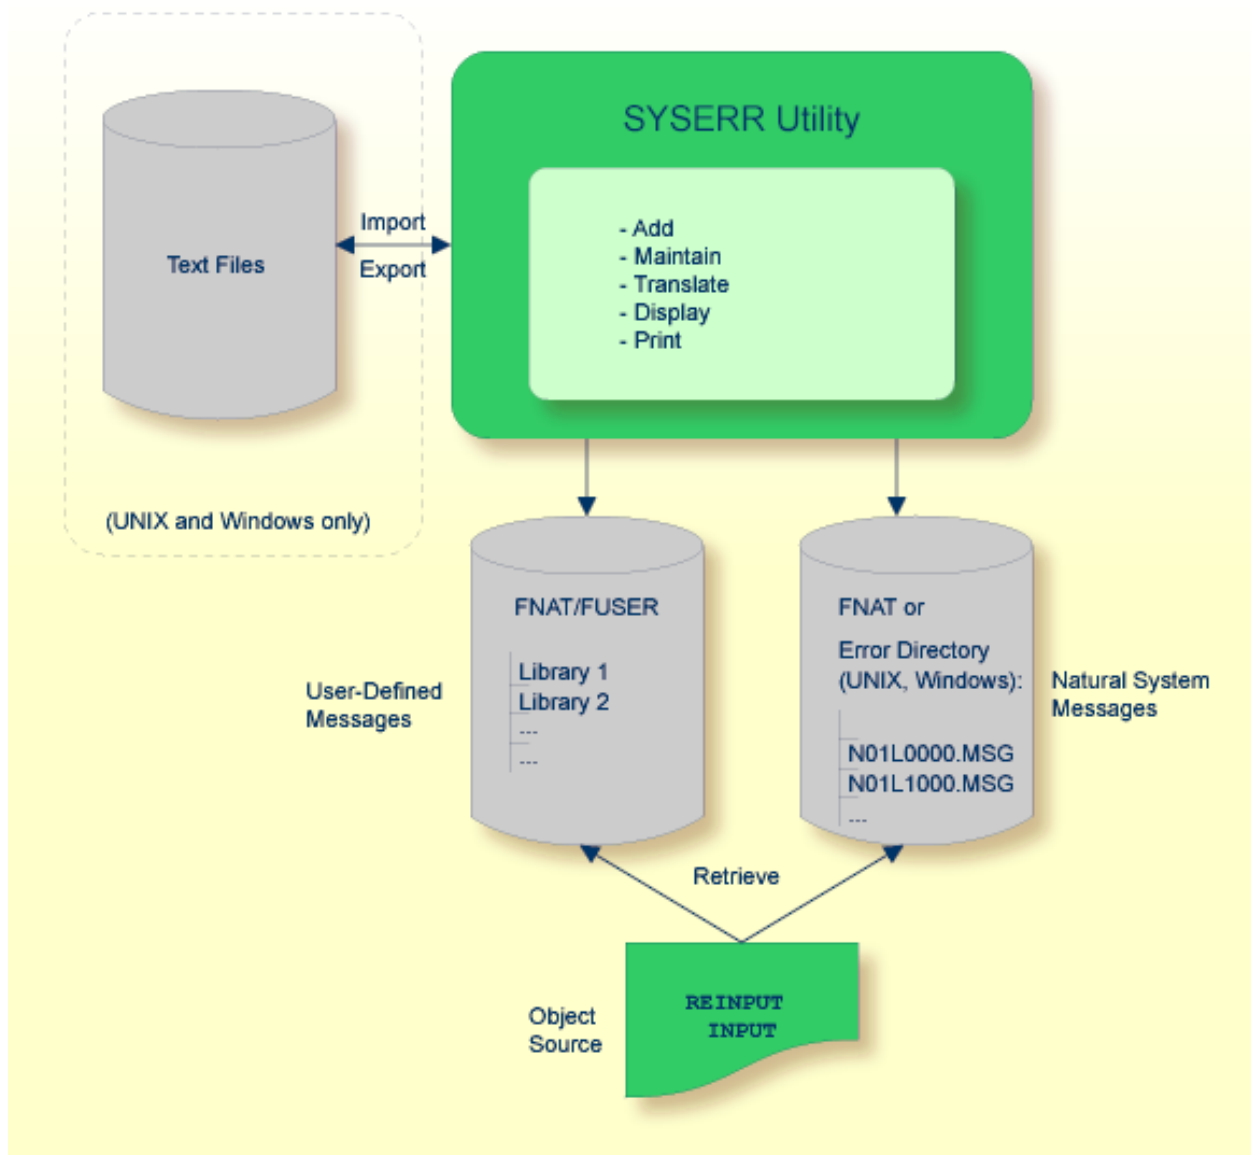 SYSERR Utility
- Add
- Maintain
- Translate
- Display
- Print
Import
Export
Text Files
(UNIX and Windows only)
FNAT/FUSER
Library 1
Library 2
...
...
User-Defined
Messages
FNAT or
Error Directory
(UNIX, Windows):
N01L0000.MSG
N01L1000.MSG
...
Natural System
Messages
Retrieve
Object
Source
REINPUT
INPUT